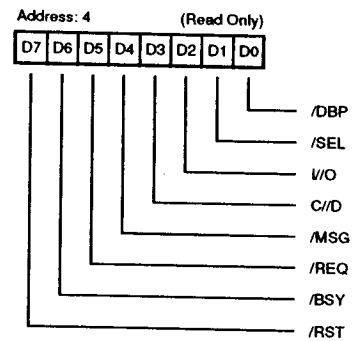 Address: 4 (Read Only)
D7 D6 D5 D4 D3 D2 D1 D0
/DBP
/SEL
I//O
C//D
/MSG
/REQ
/BSY
/RST